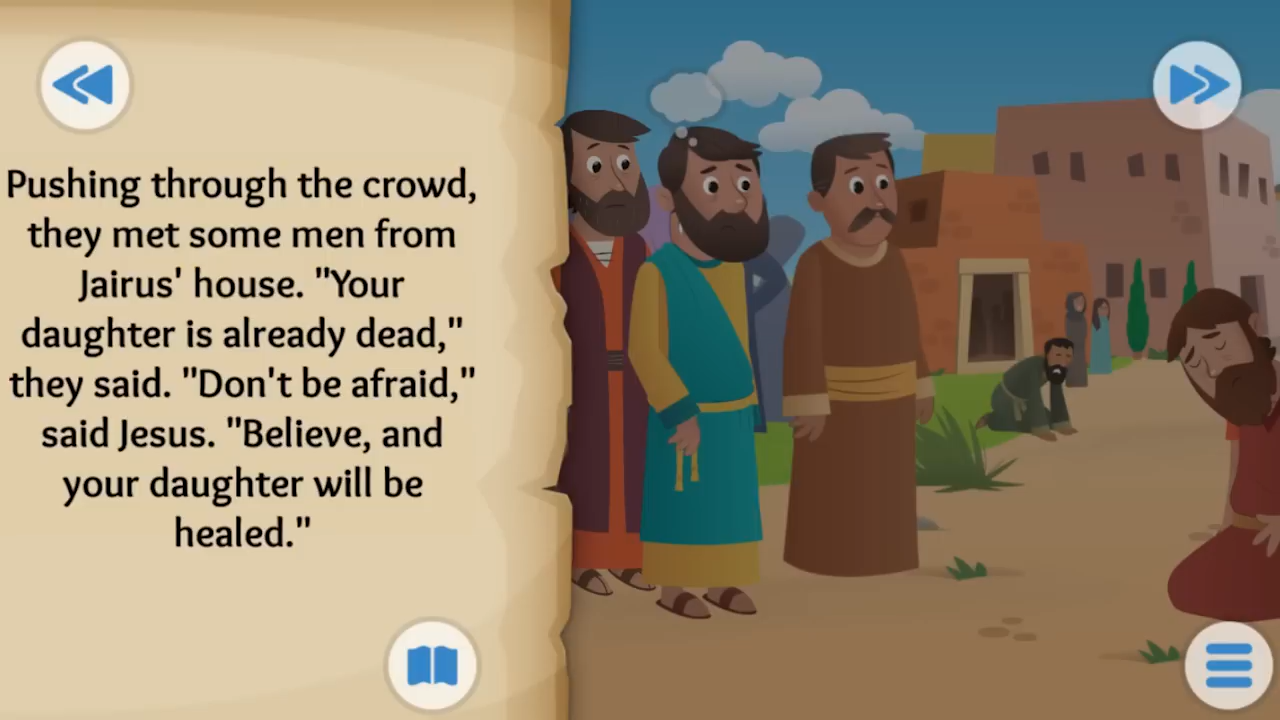 Pushing through the crowd,
they met some men from
Jairus' house. "Your
daughter is already dead,"
they said. "Don't be afraid,"
said Jesus. "Believe, and
your daughter will be
healed."